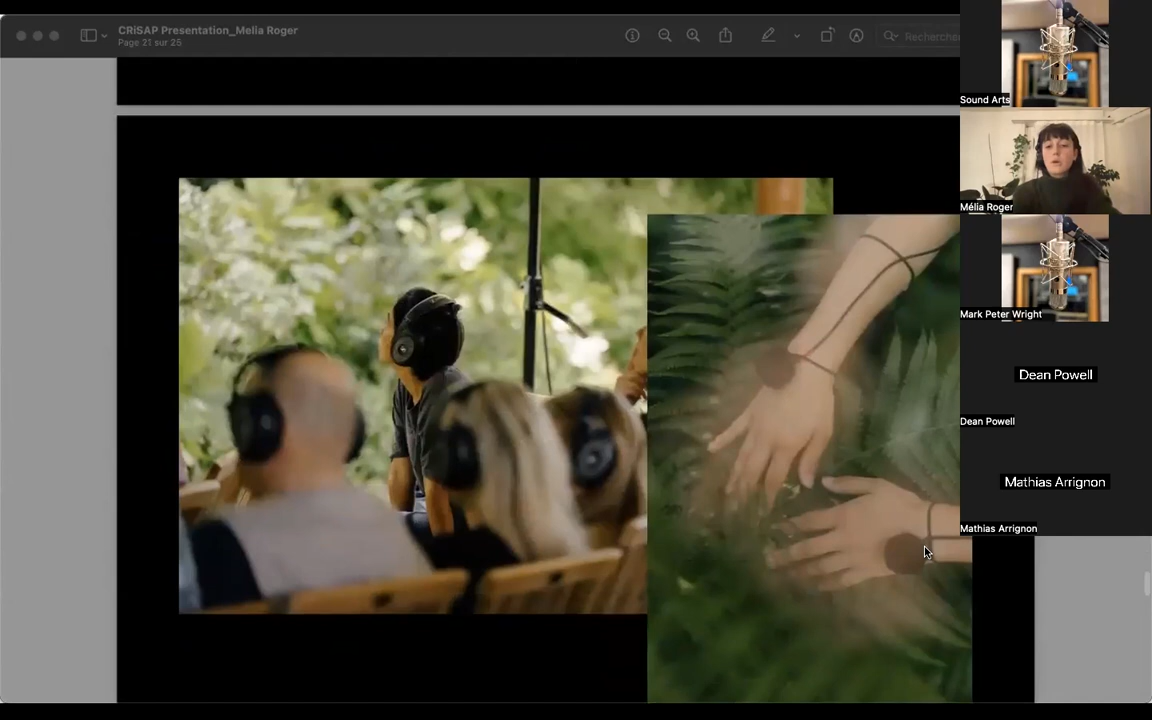 CRiSAP Presentation_Melia Roger
Page 21 sur 25
Recherche
Sound Arts
Mélia Roger
Mark Peter Wright
Dean Powell
Dean Powell
Mathias Arrignon
Mathias Arrignon